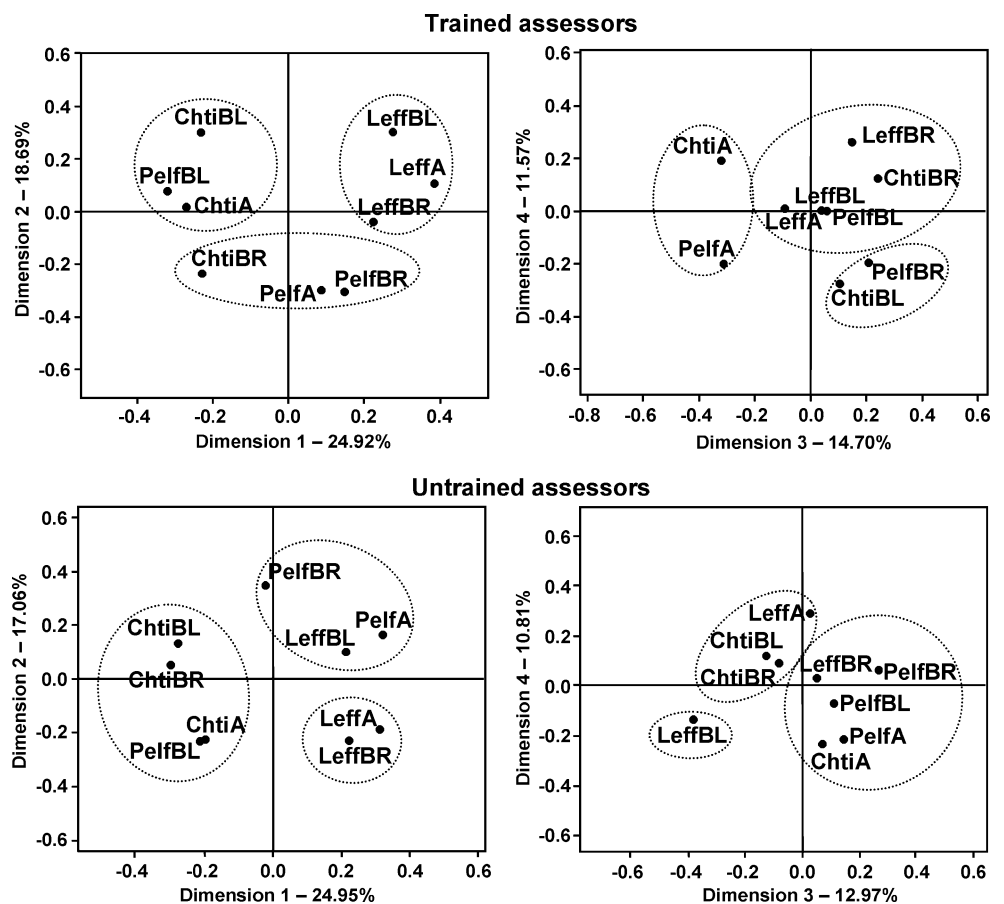 Trained assessors
0.6
0.4
0.2
0.0
-0.2
-0.4
-0.6
Dimension 2 – 18.69%
ChtiBL
LeffBL
PelfBL
LeffA
ChtiA
LeffBR
ChtiBR
PelfA
PelfBR
-0.4 -0.2 0.0 0.2 0.4
Dimension 1 – 24.92%
0.6
0.4
0.2
0.0
-0.2
-0.4
-0.6
Dimension 4 – 11.57%
ChtiA
LeffBR
ChtiBR
LeffBL
LeffA
PelfBL
PelfA
PelfBR
ChtiBL
-0.8 -0.6 -0.4 -0.2 0.0 0.2 0.4 0.6
Dimension 3 – 14.70%
Untrained assessors
0.6
0.4
0.2
0.0
-0.2
-0.4
-0.6
Dimension 2 – 17.06%
PelfBR
ChtiBL
PelfA
LeffBL
ChtiBR
ChtiA
LeffA
PelfBL
LeffBR
-0.4 -0.2 0.0 0.2 0.4 0.6
Dimension 1 – 24.95%
0.6
0.4
0.2
0.0
-0.2
-0.4
-0.6
Dimension 4 – 10.81%
LeffA
ChtiBL
ChtiBR
LeffBR
PelfBR
PelfBL
LeffBL
PelfA
ChtiA
-0.6 -0.4 -0.2 0.0 0.2 0.4 0.6
Dimension 3 – 12.97%